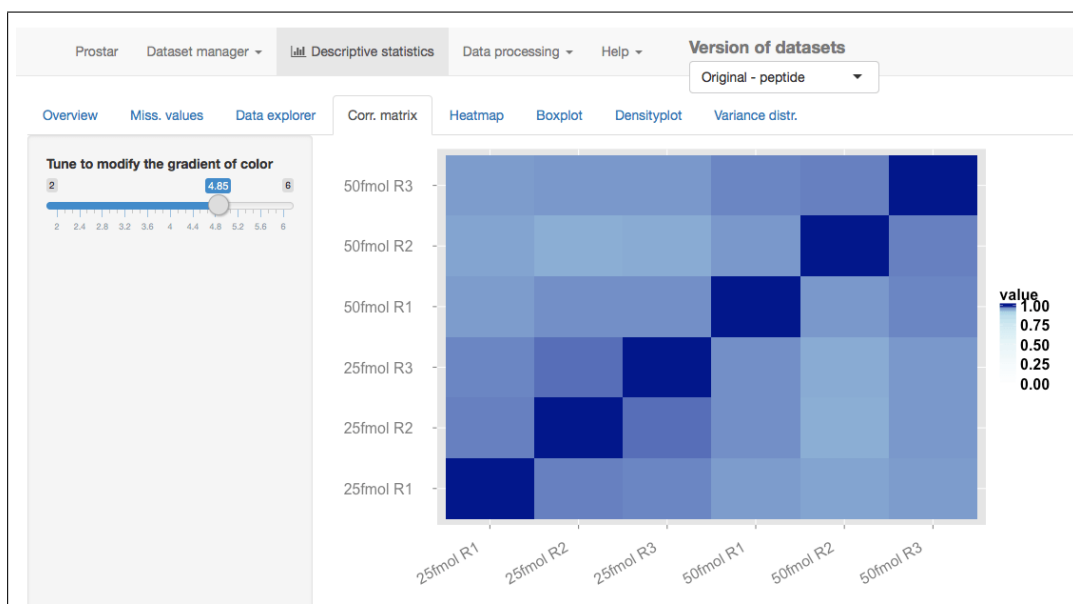 Prostar Dataset manager Descriptive statistics Data processing Help Version of datasets
Original - peptide
Overview Miss. values Data explorer Corr. matrix Heatmap Boxplot Densityplot Variance distr.
Tune to modify the gradient of color
2 4.85 6
2 2.4 2.8 3.2 3.6 4 4.4 4.8 5.2 5.6 6
50fmol R3
50fmol R2
50fmol R1
25fmol R3
25fmol R2
25fmol R1
25fmol R1 25fmol R2 25fmol R3 50fmol R1 50fmol R2 50fmol R3
value
1.00
0.75
0.50
0.25
0.00